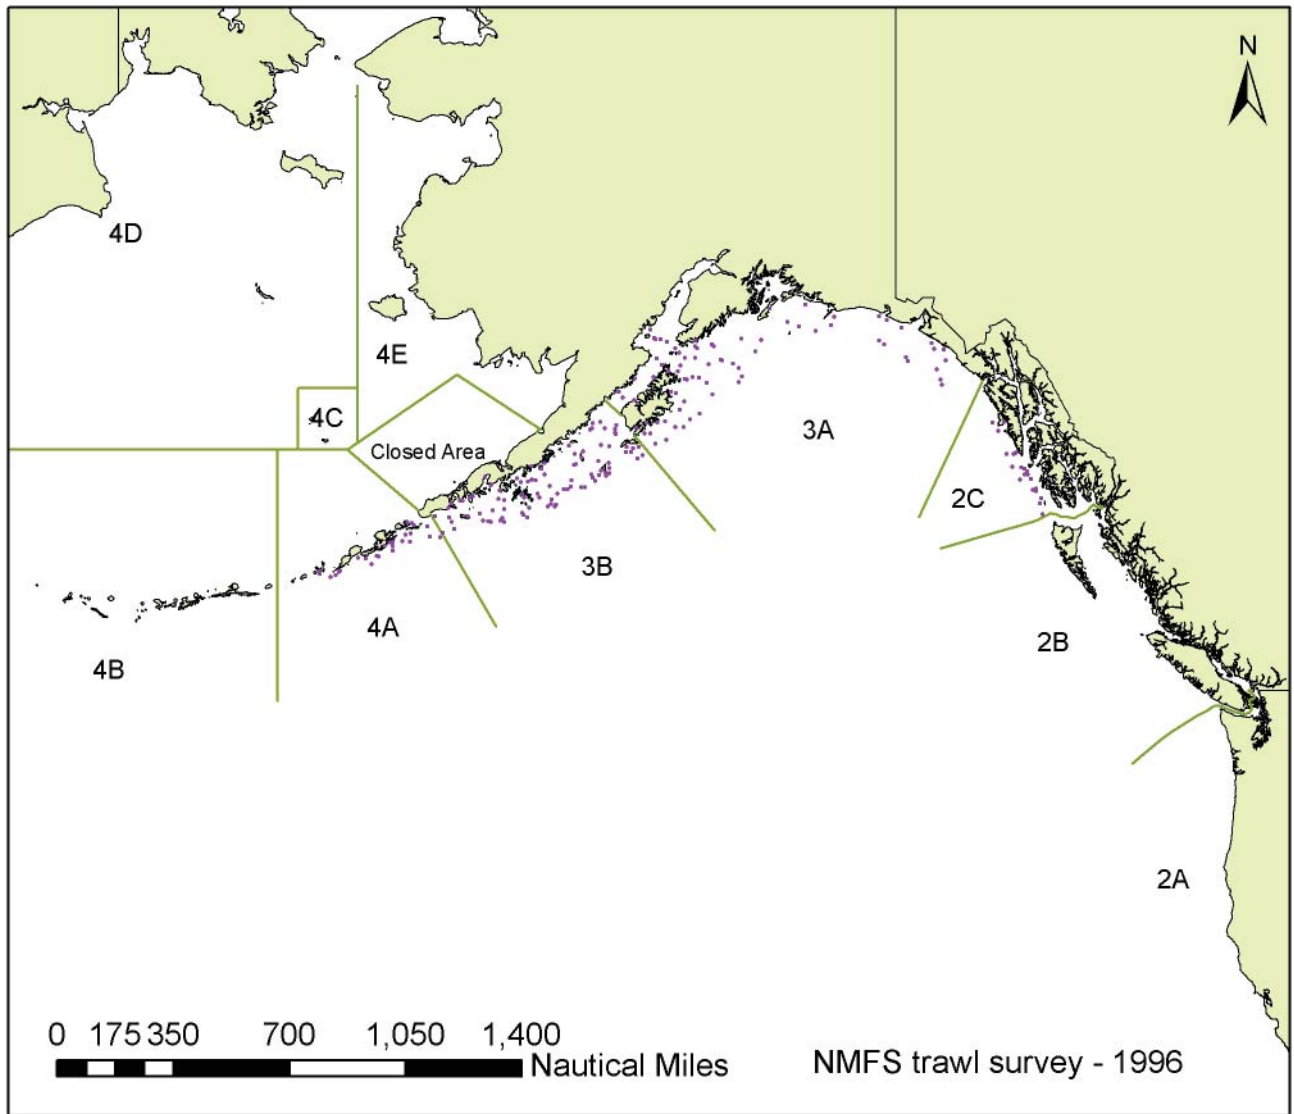 N
4D
4E
4C
Closed Area
3A
2C
3B
4A
2B
4B
2A
0 175 350 700 1,050 1,400
Nautical Miles
NMFS trawl survey - 1996